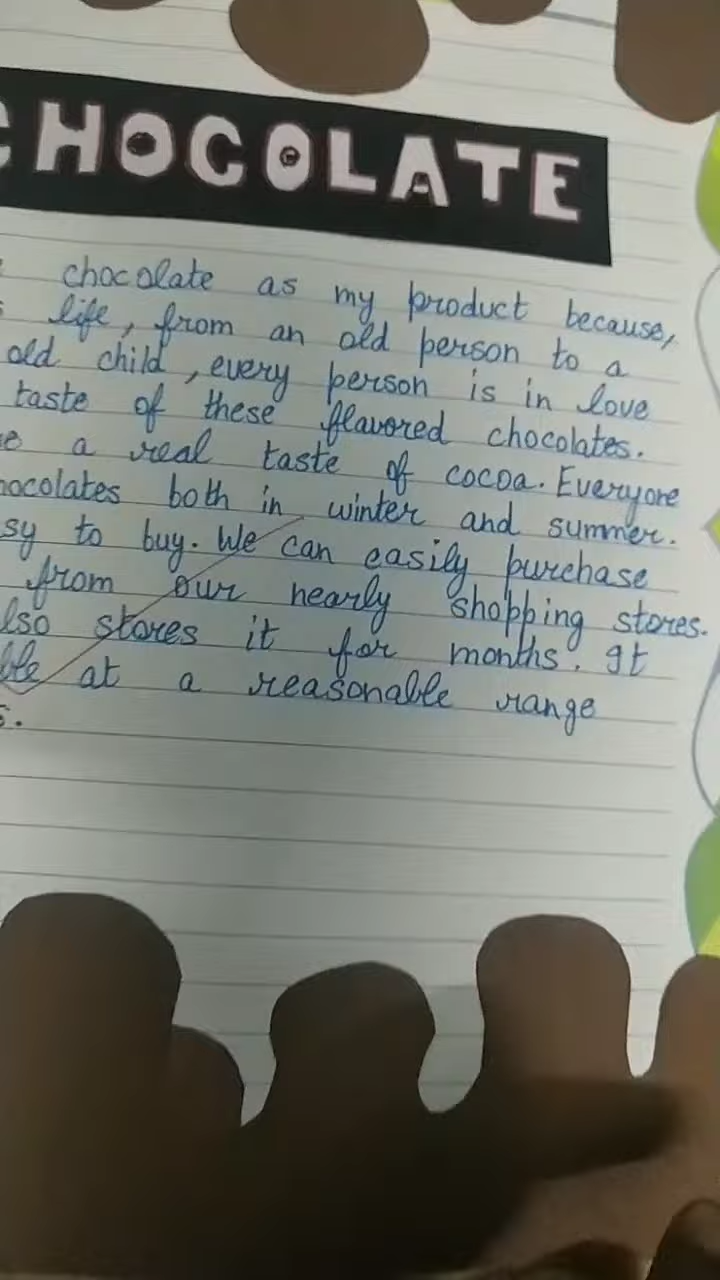 CHOCOLATE
chocolate as my product because,
life, from an old person to a
old child, every person is in love
taste of these flavored chocolates.
a real taste of cocoa. Everyone
hocolates both in winter and summer.
sy to buy. We can easily purchase
from our nearly shopping stores.
lso stores it for months. It
ble at a reasonable range
s.